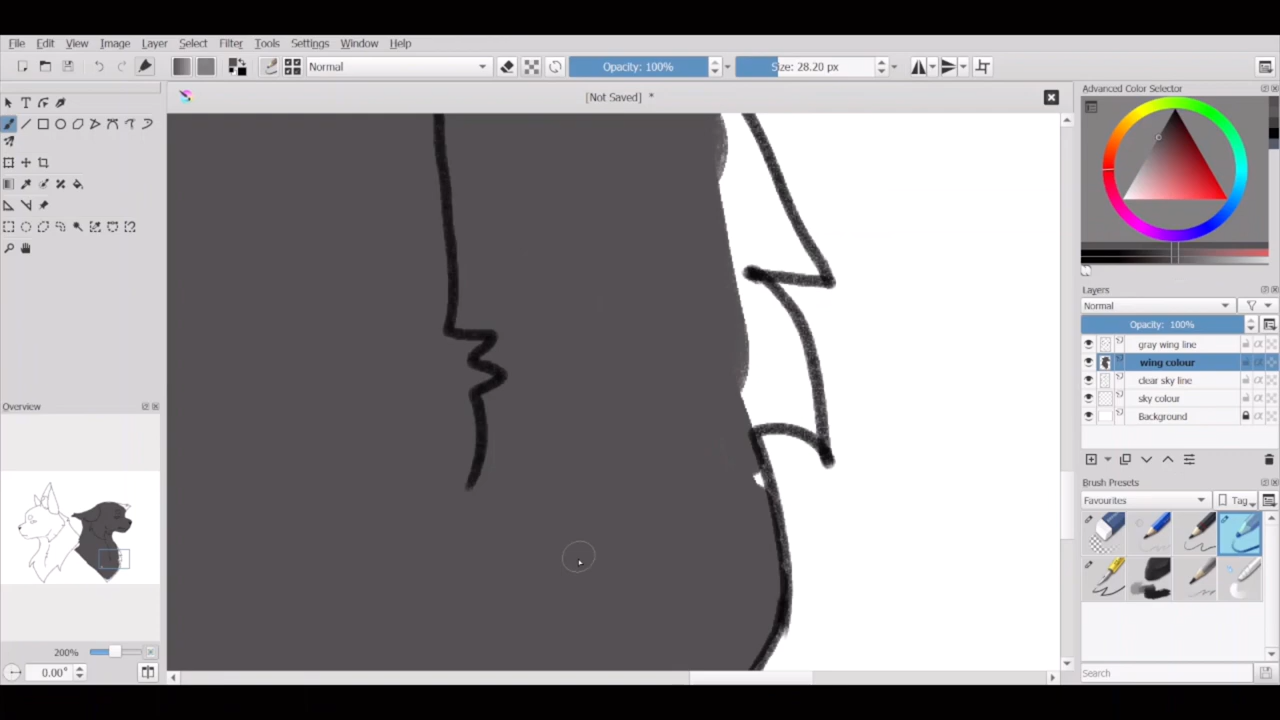 File Edit View Image Layer Select Filter Tools Settings Window Help
Normal
Opacity: 100%
Size: 28.20 px
[Not Saved] *
Advanced Color Selector
Layers
Normal
Opacity: 100%
gray wing line
wing colour
clear sky line
sky colour
Background
Overview
Brush Presets
Favourites
Tag
200%
0.00°
Search